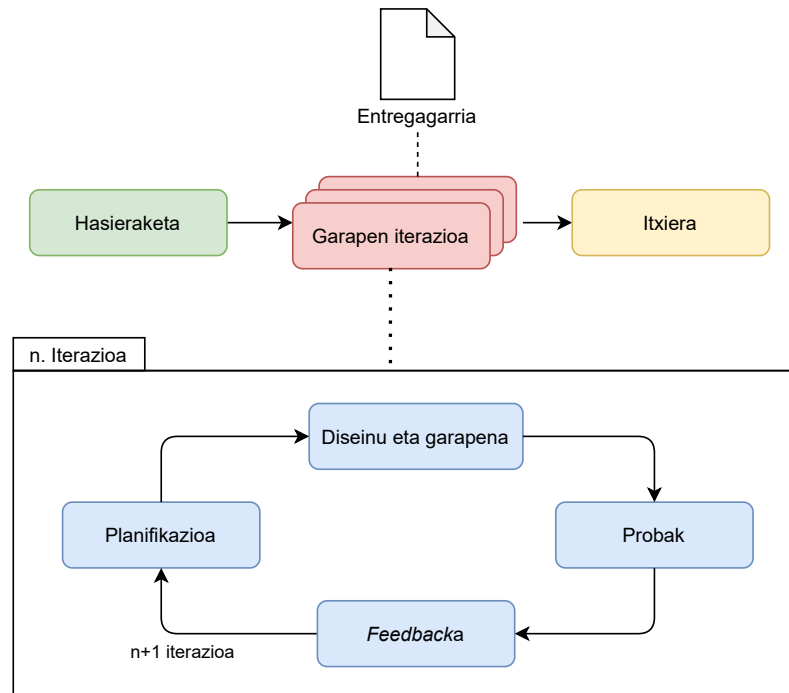 Entregagarria
Hasieraketa
Garapen iterazioa
Itxiera
n. Iterazioa
Diseinu eta garapena
Planifikazioa
Probak
Feedbacka
n+1 iterazioa